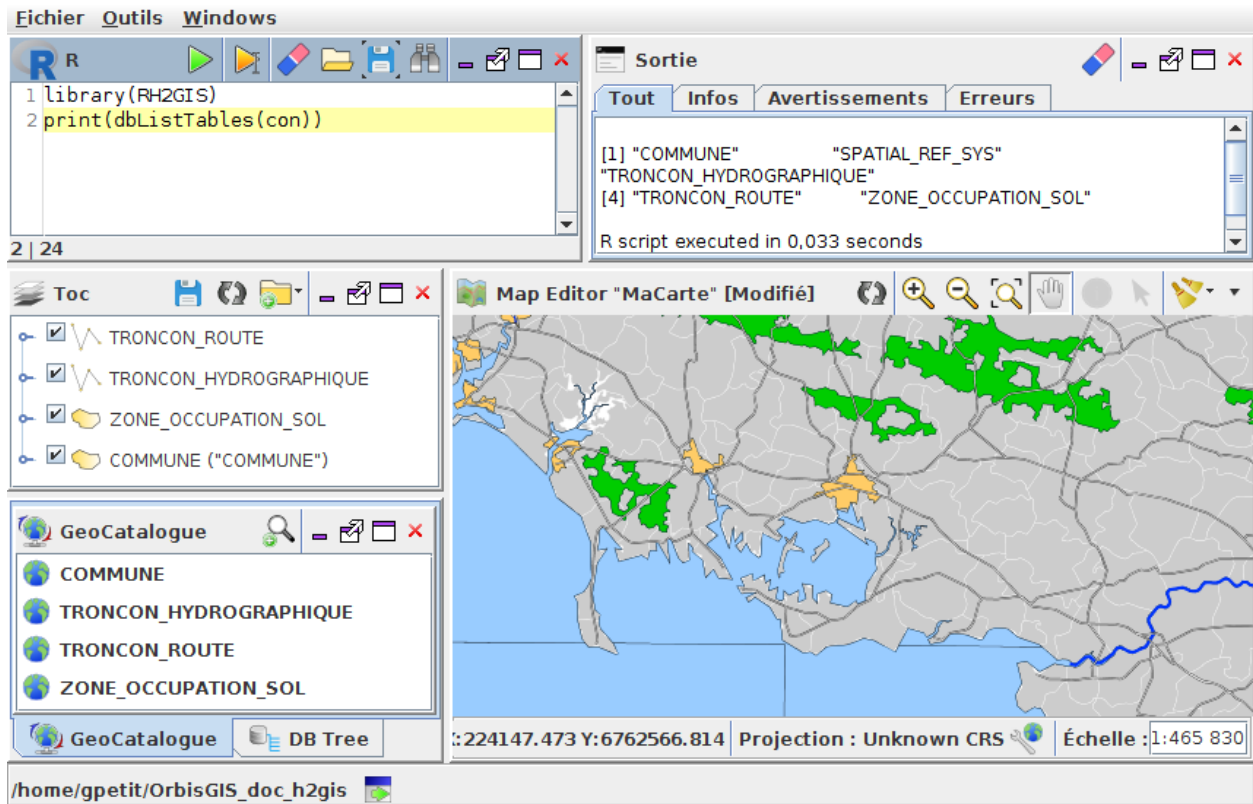 Fichier Outils Windows
R R
1 library(RH2GIS)
2 print(dbListTables(con))
2 | 24
Sortie
Tout Infos Avertissements Erreurs
[1] "COMMUNE" "SPATIAL_REF_SYS"
"TRONCON_HYDROGRAPHIQUE"
[4] "TRONCON_ROUTE" "ZONE_OCCUPATION_SOL"
R script executed in 0,033 seconds
Toc
TRONCON_ROUTE
TRONCON_HYDROGRAPHIQUE
ZONE_OCCUPATION_SOL
COMMUNE ("COMMUNE")
GeoCatalogue
COMMUNE
TRONCON_HYDROGRAPHIQUE
TRONCON_ROUTE
ZONE_OCCUPATION_SOL
GeoCatalogue DB Tree
Map Editor "MaCarte" [Modifié]
:224147.473 Y:6762566.814 Projection : Unknown CRS Échelle : 1:465 830
/home/gpetit/OrbisGIS_doc_h2gis